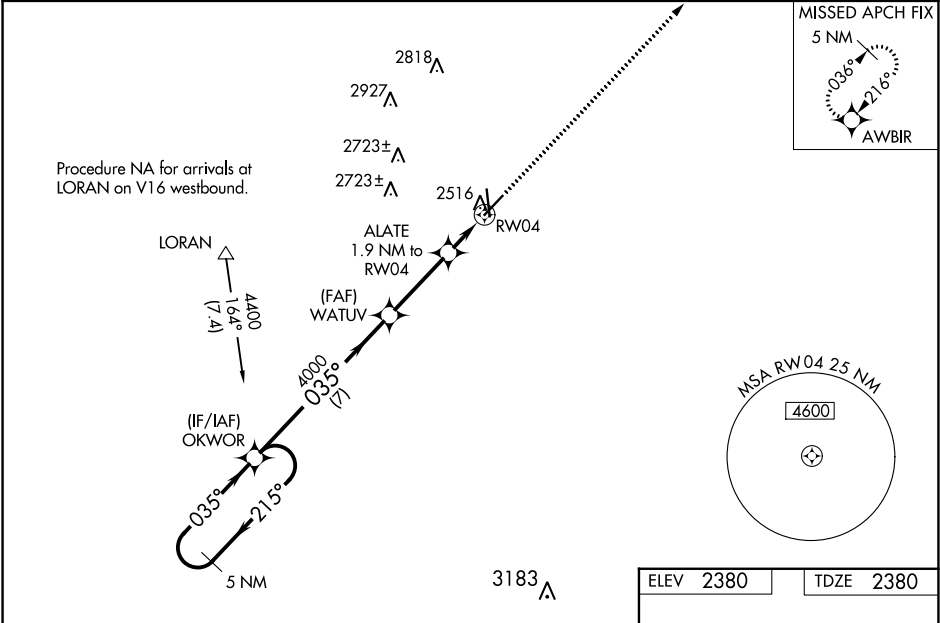 MISSED APCH FIX
5 NM
036°
216°
AWBIR
2818
2927
2723±
2723±
2516
Procedure NA for arrivals at
LORAN on V16 westbound.
LORAN
4400
164°
(7.4)
ALATE
1.9 NM to
RW04
RW04
(FAF)
WATUV
4000
035°
(7)
(IF/IAF)
OKWOR
035°
215°
5 NM
MSA RW04 25 NM
4600
3183
ELEV 2380
TDZE 2380